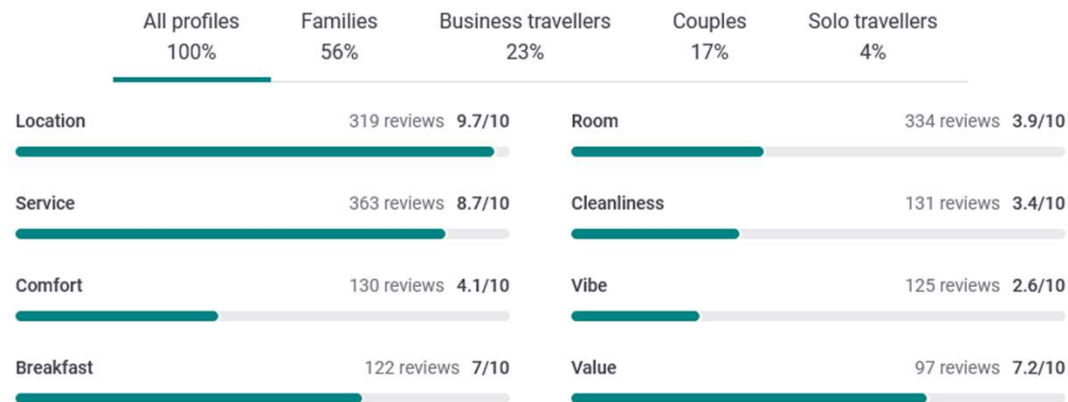 All profiles Families Business travellers Couples Solo travellers
100% 56% 23% 17% 4%
Location 319 reviews 9.7/10 Room 334 reviews 3.9/10
Service 363 reviews 8.7/10 Cleanliness 131 reviews 3.4/10
Comfort 130 reviews 4.1/10 Vibe 125 reviews 2.6/10
Breakfast 122 reviews 7/10 Value 97 reviews 7.2/10